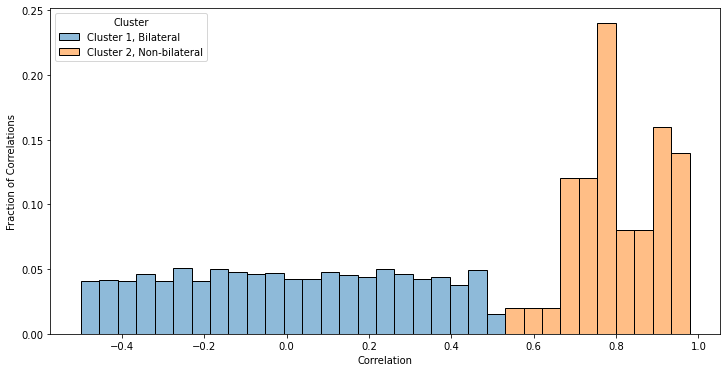 Cluster
Cluster 1, Bilateral
Cluster 2, Non-bilateral
Fraction of Correlations
0.25
0.20
0.15
0.10
0.05
0.00
−0.4 −0.2 0.0 0.2 0.4 0.6 0.8 1.0
Correlation